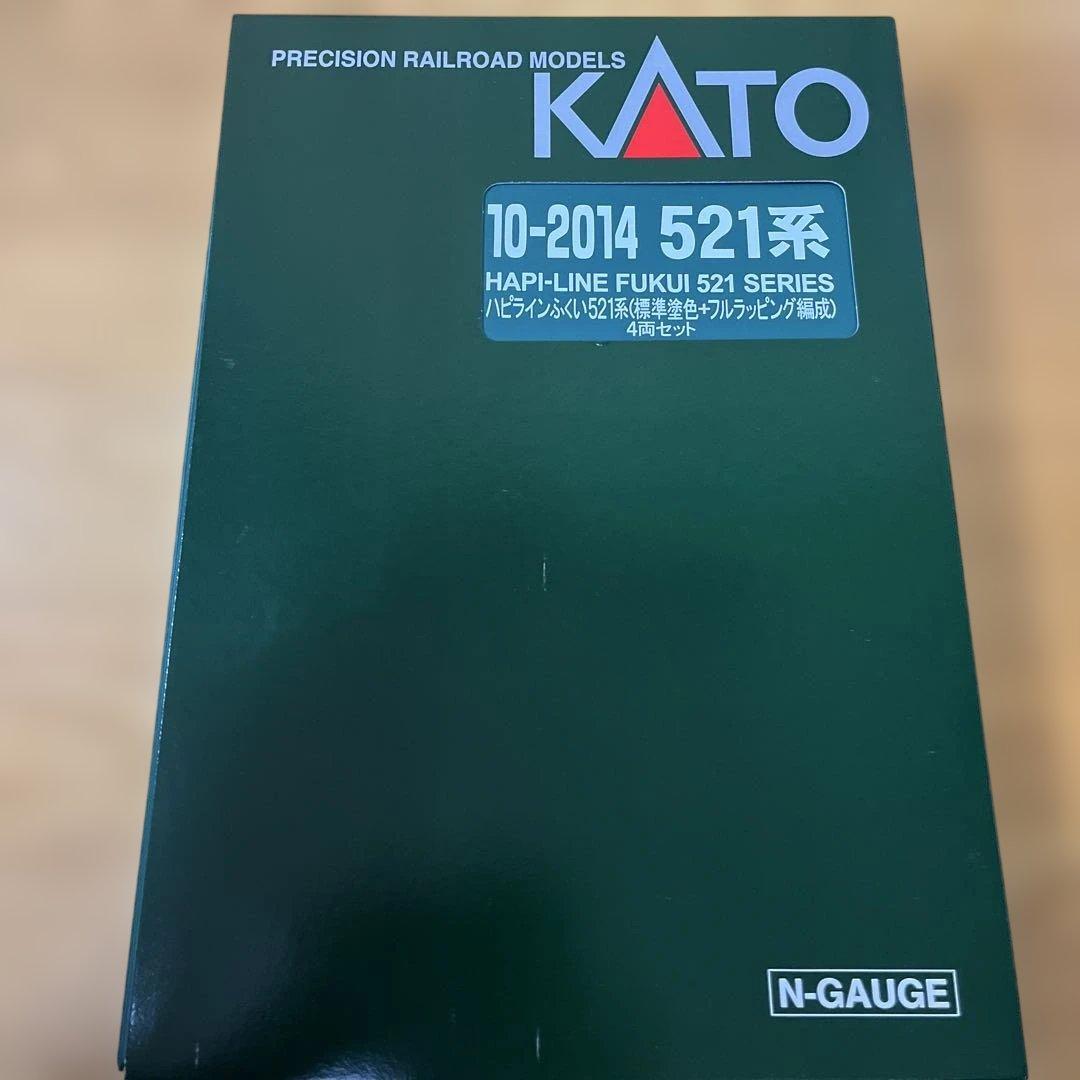 PRECISION RAILROAD MODELS
KATO
10-2014 521系
HAPI-LINE FUKUI 521 SERIES
ハピラインふくい521系(標準塗色+フルラッピング編成)
4両セット
N-GAUGE